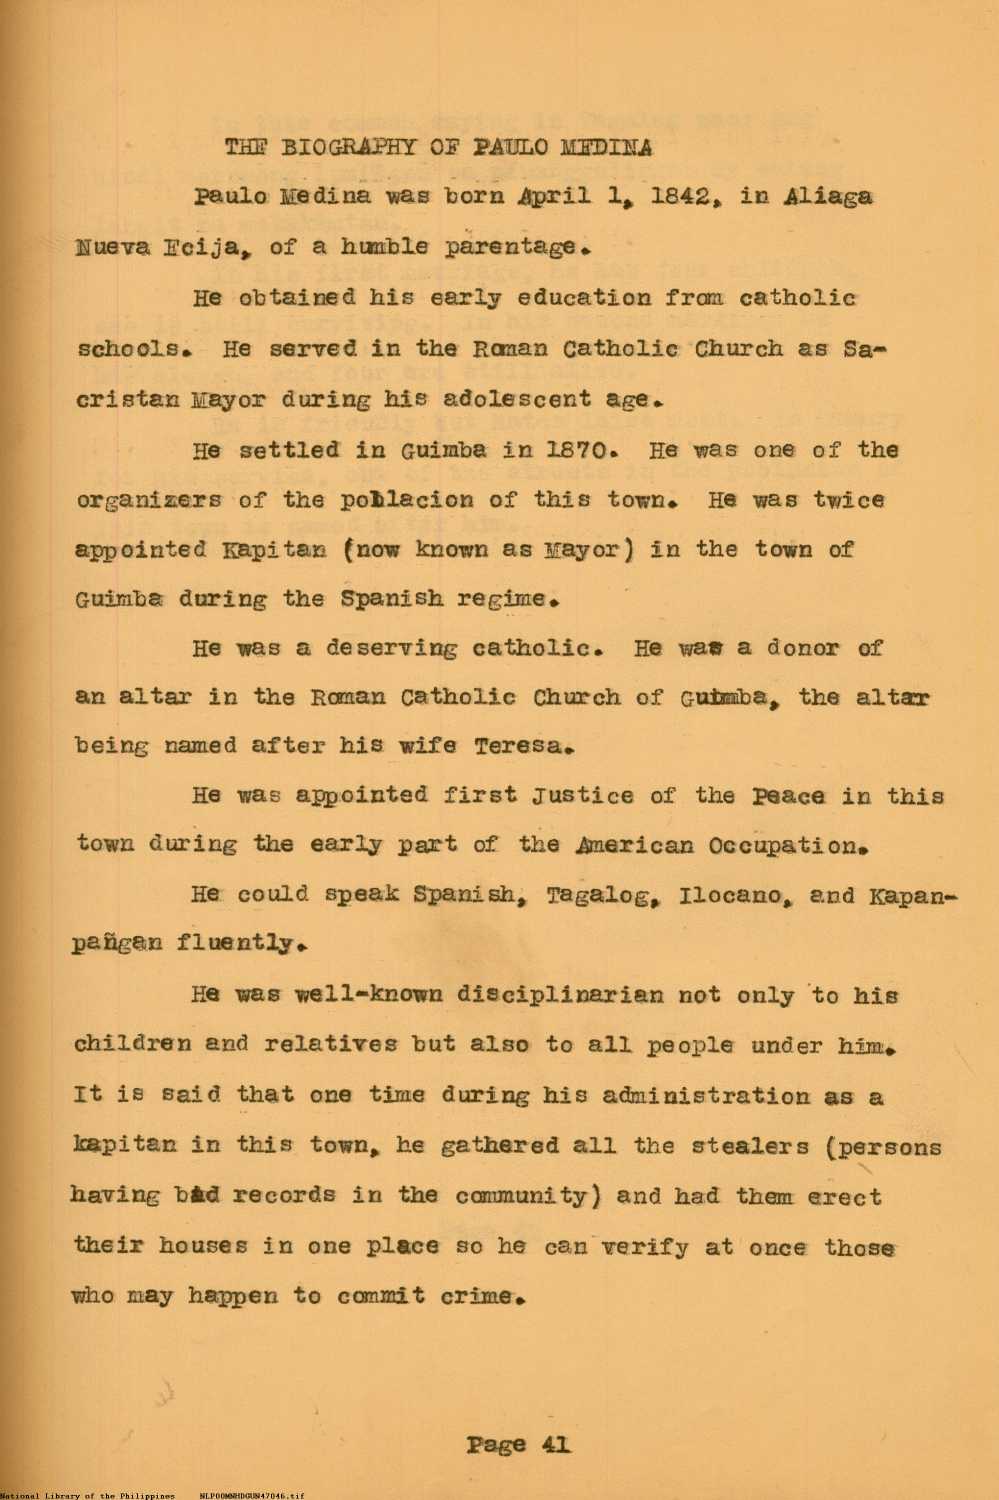 THE BIOGRAPHY OF PAULO MEDINA
Paulo Medina was born April 1, 1842, in Aliaga
Nueva Ecija, of a humble parentage.
He obtained his early education from catholic
schools. He served in the Roman Catholic Church as Sa-
cristan Mayor during his adolescent age.
He settled in Guimba in 1870. He was one of the
organizers of the poblacion of this town. He was twice
appointed Kapitan (now known as Mayor) in the town of
Guimba during the Spanish regime.
He was a deserving catholic. He was a donor of
an altar in the Roman Catholic Church of Guimba, the altar
being named after his wife Teresa.
He was appointed first Justice of the Peace in this
town during the early part of the American Occupation.
He could speak Spanish, Tagalog, Ilocano, and Kapan-
pañgan fluently.
He was well-known disciplinarian not only to his
children and relatives but also to all people under him.
It is said that one time during his administration as a
kapitan in this town, he gathered all the stealers (persons
having bad records in the community) and had them erect
their houses in one place so he can verify at once those
who may happen to commit crime.
Page 41
National Library of the Philippines NLP00MNHDGUN47046.tif